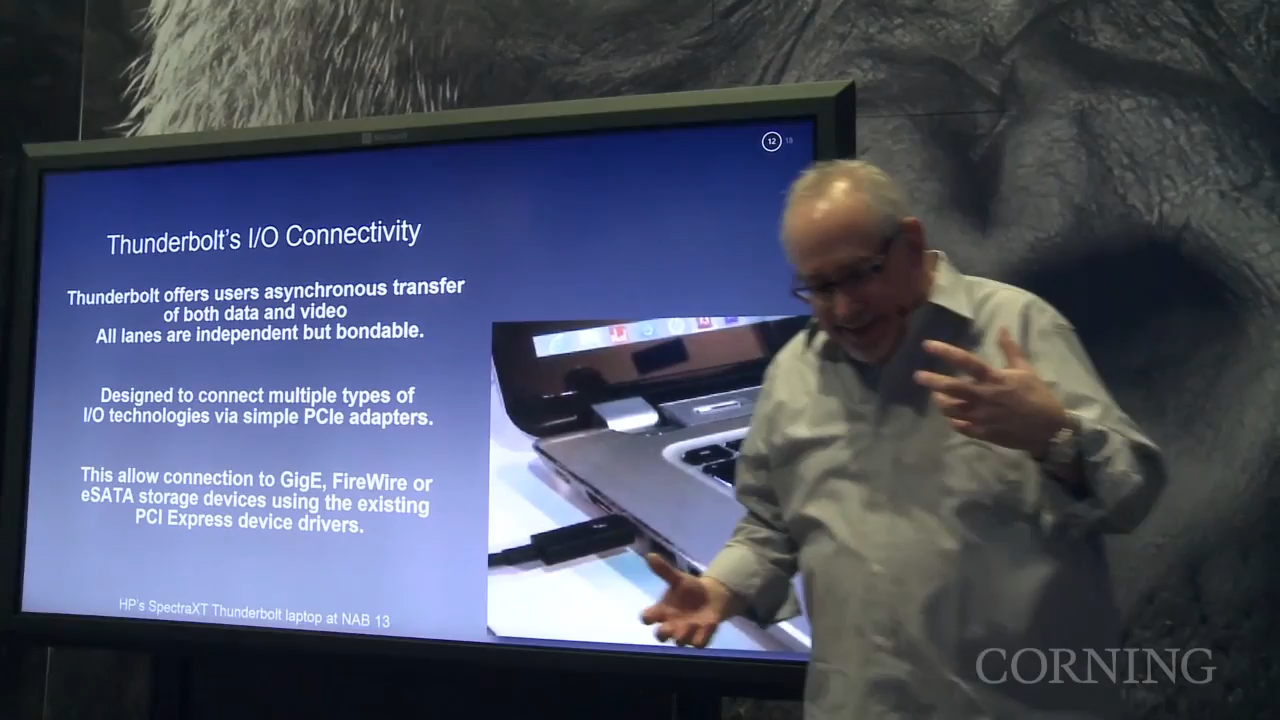 12 18
Thunderbolt's I/O Connectivity
Thunderbolt offers users asynchronous transfer
of both data and video
All lanes are independent but bondable.
Designed to connect multiple types of
I/O technologies via simple PCIe adapters.
This allow connection to GigE, FireWire or
eSATA storage devices using the existing
PCI Express device drivers.
HP's SpectraXT Thunderbolt laptop at NAB 13
CORNING